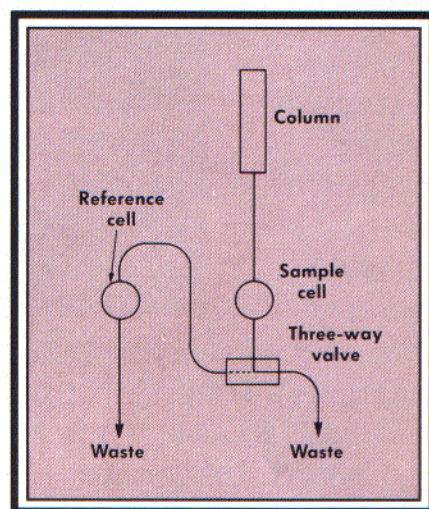 Column
Reference
cell
Sample
cell
Three-way
valve
Waste
Waste